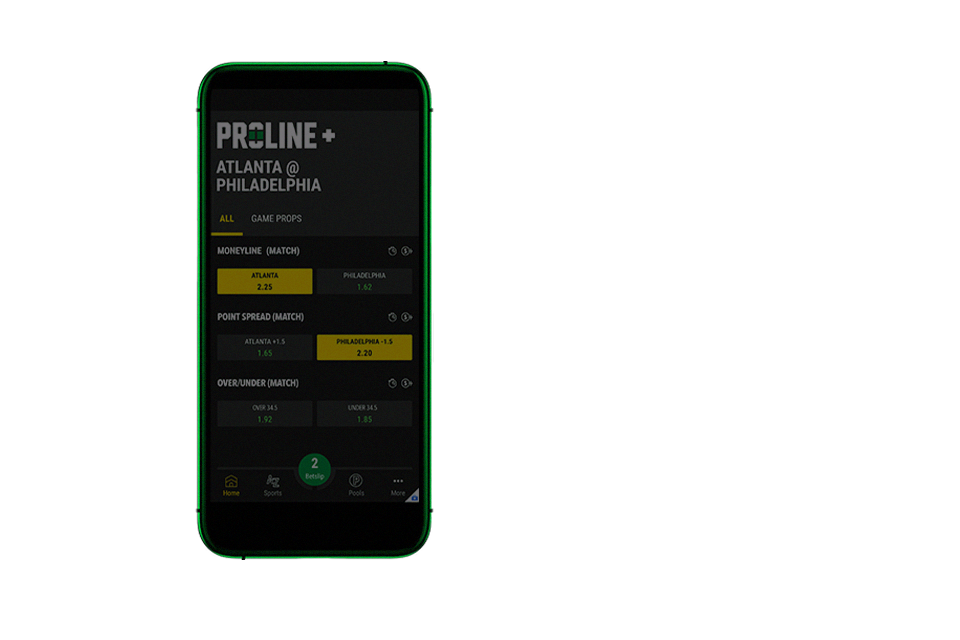 PROLINE +
ATLANTA @
PHILADELPHIA
ALL GAME PROPS
MONEYLINE (MATCH)
ATLANTA PHILADELPHIA
2.25 1.62
POINT SPREAD (MATCH)
ATLANTA +1.5 PHILADELPHIA -1.5
1.65 2.20
OVER/UNDER (MATCH)
OVER 34.5 UNDER 34.5
1.92 1.85
2
Betslip
Home Sports Pools More